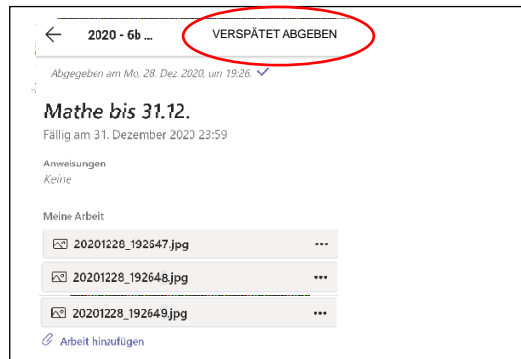 2020 - 6b ... VERSPÄTET ABGEBEN
Abgegeben am Mo, 28. Dez 2020, um 19:26.
Mathe bis 31.12.
Fällig am 31. Dezember 2020 23:59
Anweisungen
Keine
Meine Arbeit
20201228_192647.jpg ...
20201228_192648.jpg ...
20201228_192649.jpg ...
Arbeit hinzufügen